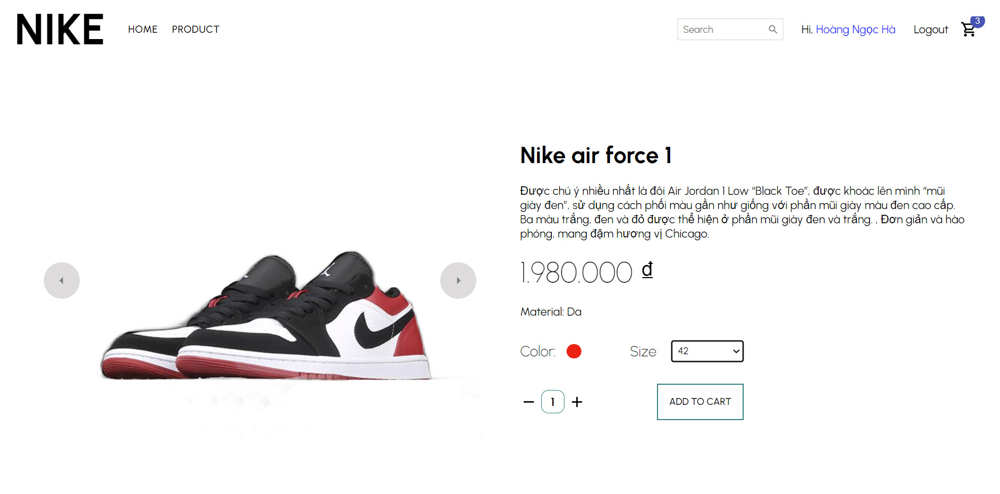 NIKE HOME PRODUCT Search Hi, Hoàng Ngọc Hà Logout 3
Nike air force 1
Được chú ý nhiều nhất là đôi Air Jordan 1 Low “Black Toe”, được khoác lên mình “mũi
giày đen”, sử dụng cách phối màu gần như giống với phần mũi giày màu đen cao cấp.
Ba màu trắng, đen và đỏ được thể hiện ở phần mũi giày đen và trắng. , Đơn giản và hào
phóng, mang đậm hương vị Chicago.
1.980.000 ₫
Material: Da
Color: Size 42
1 ADD TO CART